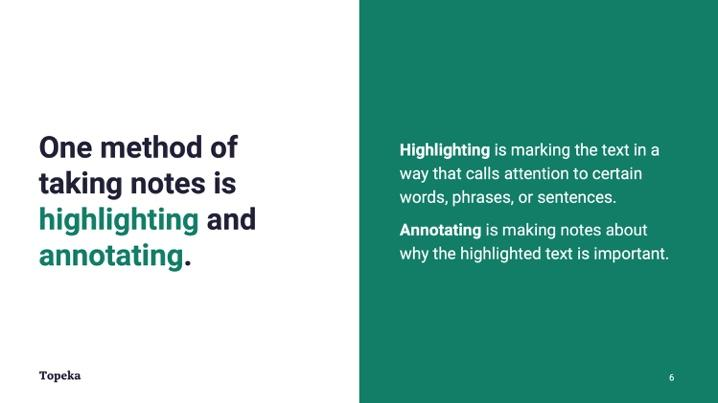 One method of
taking notes is
highlighting and
annotating.
Highlighting is marking the text in a
way that calls attention to certain
words, phrases, or sentences.
Annotating is making notes about
why the highlighted text is important.
Topeka
6